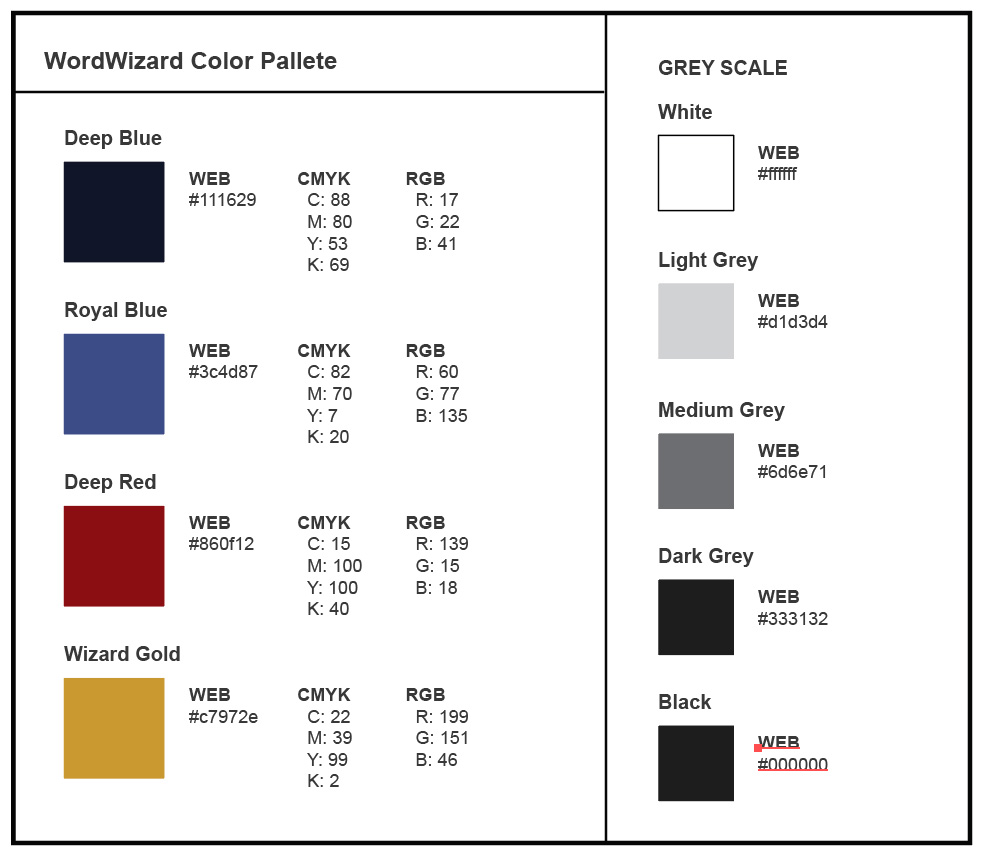 WordWizard Color Pallete
Deep Blue
WEB
#111629
CMYK
C: 88
M: 80
Y: 53
K: 69
RGB
R: 17
G: 22
B: 41
Royal Blue
WEB
#3c4d87
CMYK
C: 82
M: 70
Y: 7
K: 20
RGB
R: 60
G: 77
B: 135
Deep Red
WEB
#860f12
CMYK
C: 15
M: 100
Y: 100
K: 40
RGB
R: 139
G: 15
B: 18
Wizard Gold
WEB
#c7972e
CMYK
C: 22
M: 39
Y: 99
K: 2
RGB
R: 199
G: 151
B: 46
GREY SCALE
White
WEB
#ffffff
Light Grey
WEB
#d1d3d4
Medium Grey
WEB
#6d6e71
Dark Grey
WEB
#333132
Black
WEB
#000000